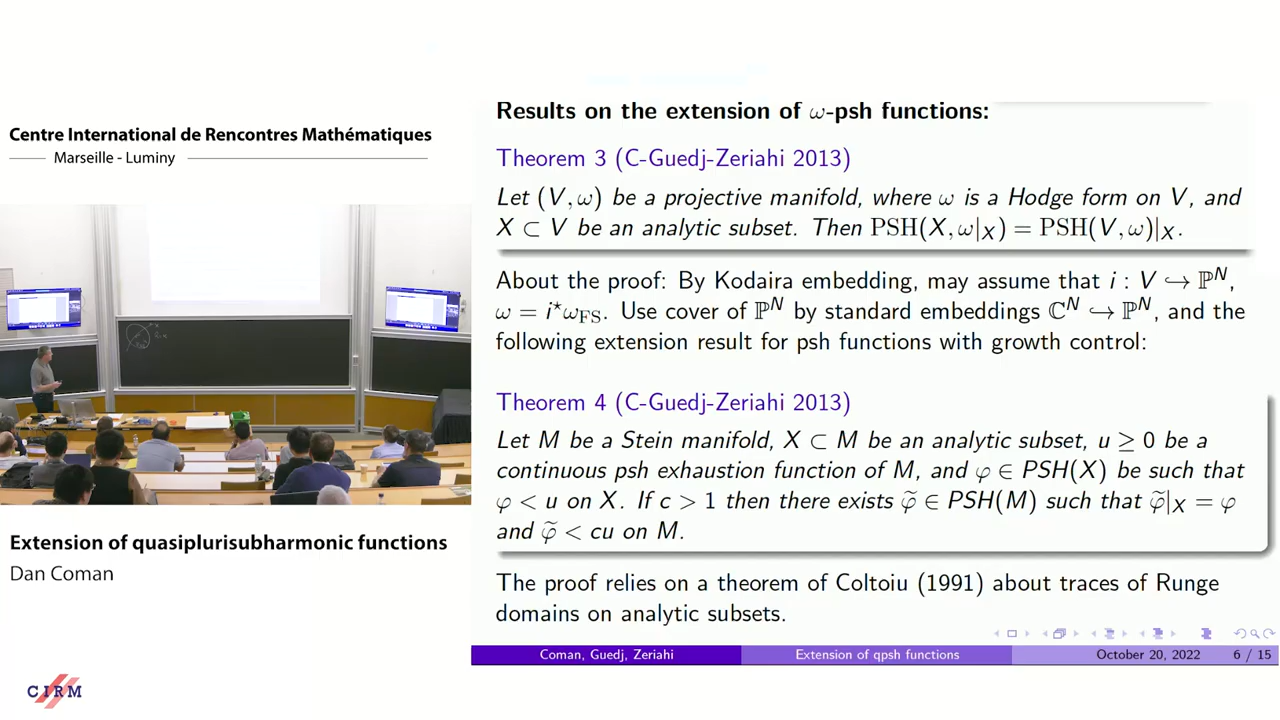 Centre International de Rencontres Mathématiques
Marseille - Luminy
Extension of quasiplurisubharmonic functions
Dan Coman
CIRM
Results on the extension of ω-psh functions:
Theorem 3 (C-Guedj-Zeriahi 2013)
Let (V, ω) be a projective manifold, where ω is a Hodge form on V, and
X ⊂ V be an analytic subset. Then PSH(X, ω|X) = PSH(V, ω)|X.
About the proof: By Kodaira embedding, may assume that i : V ↪ ℙᴺ,
ω = i⋆ωFS. Use cover of ℙᴺ by standard embeddings ℂᴺ ↪ ℙᴺ, and the
following extension result for psh functions with growth control:
Theorem 4 (C-Guedj-Zeriahi 2013)
Let M be a Stein manifold, X ⊂ M be an analytic subset, u ≥ 0 be a
continuous psh exhaustion function of M, and φ ∈ PSH(X) be such that
φ < u on X. If c > 1 then there exists φ̃ ∈ PSH(M) such that φ̃|X = φ
and φ̃ < cu on M.
The proof relies on a theorem of Coltoiu (1991) about traces of Runge
domains on analytic subsets.
Coman, Guedj, Zeriahi Extension of qpsh functions October 20, 2022 6 / 15